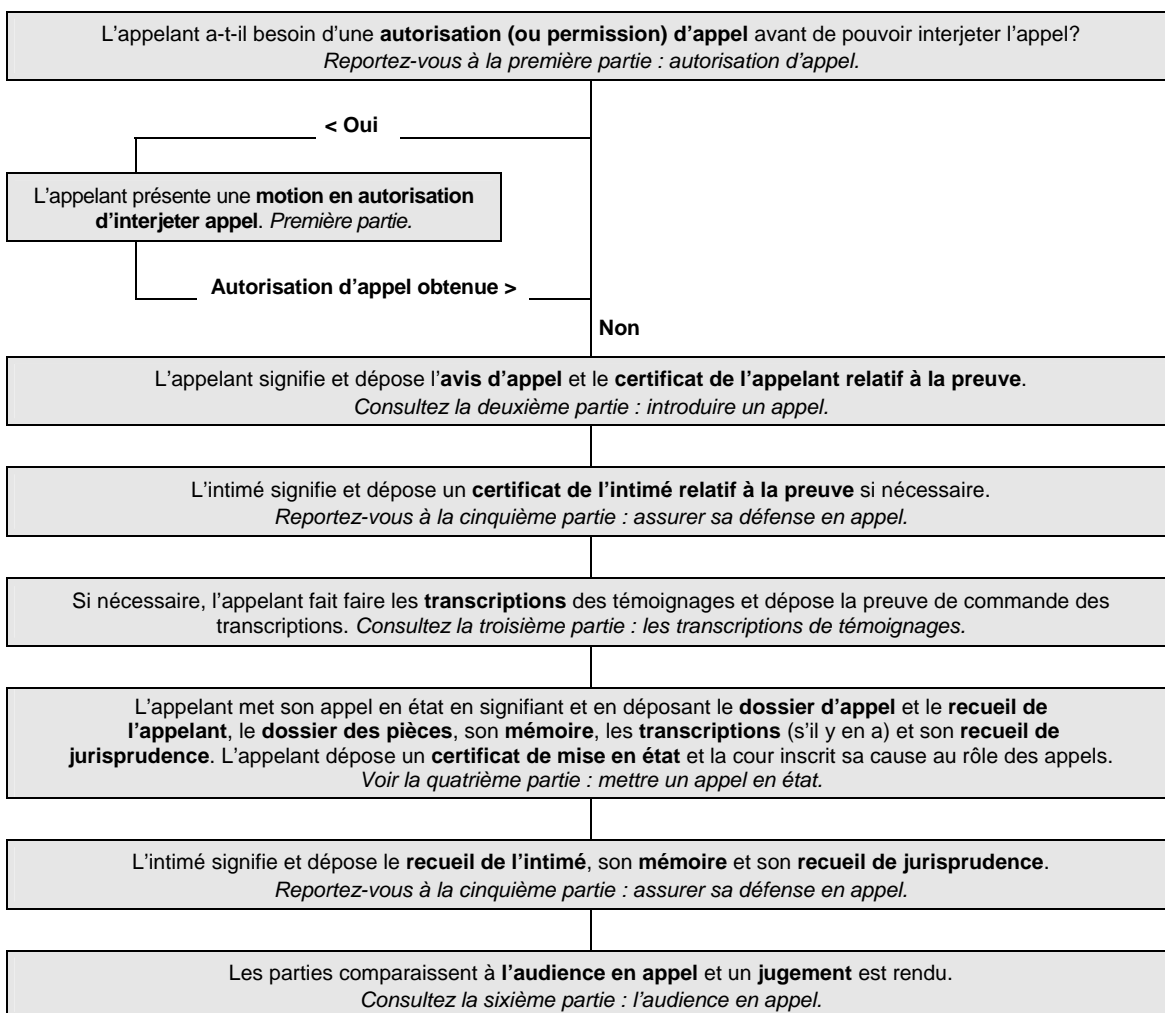 L’appelant a-t-il besoin d’une autorisation (ou permission) d’appel avant de pouvoir interjeter l’appel?
Reportez-vous à la première partie : autorisation d’appel.
< Oui
L’appelant présente une motion en autorisation
d’interjeter appel. Première partie.
Autorisation d’appel obtenue >
Non
L’appelant signifie et dépose l’avis d’appel et le certificat de l’appelant relatif à la preuve.
Consultez la deuxième partie : introduire un appel.
L’intimé signifie et dépose un certificat de l’intimé relatif à la preuve si nécessaire.
Reportez-vous à la cinquième partie : assurer sa défense en appel.
Si nécessaire, l’appelant fait faire les transcriptions des témoignages et dépose la preuve de commande des
transcriptions. Consultez la troisième partie : les transcriptions de témoignages.
L’appelant met son appel en état en signifiant et en déposant le dossier d’appel et le recueil de
l’appelant, le dossier des pièces, son mémoire, les transcriptions (s’il y en a) et son recueil de
jurisprudence. L’appelant dépose un certificat de mise en état et la cour inscrit sa cause au rôle des appels.
Voir la quatrième partie : mettre un appel en état.
L’intimé signifie et dépose le recueil de l’intimé, son mémoire et son recueil de jurisprudence.
Reportez-vous à la cinquième partie : assurer sa défense en appel.
Les parties comparaissent à l’audience en appel et un jugement est rendu.
Consultez la sixième partie : l’audience en appel.